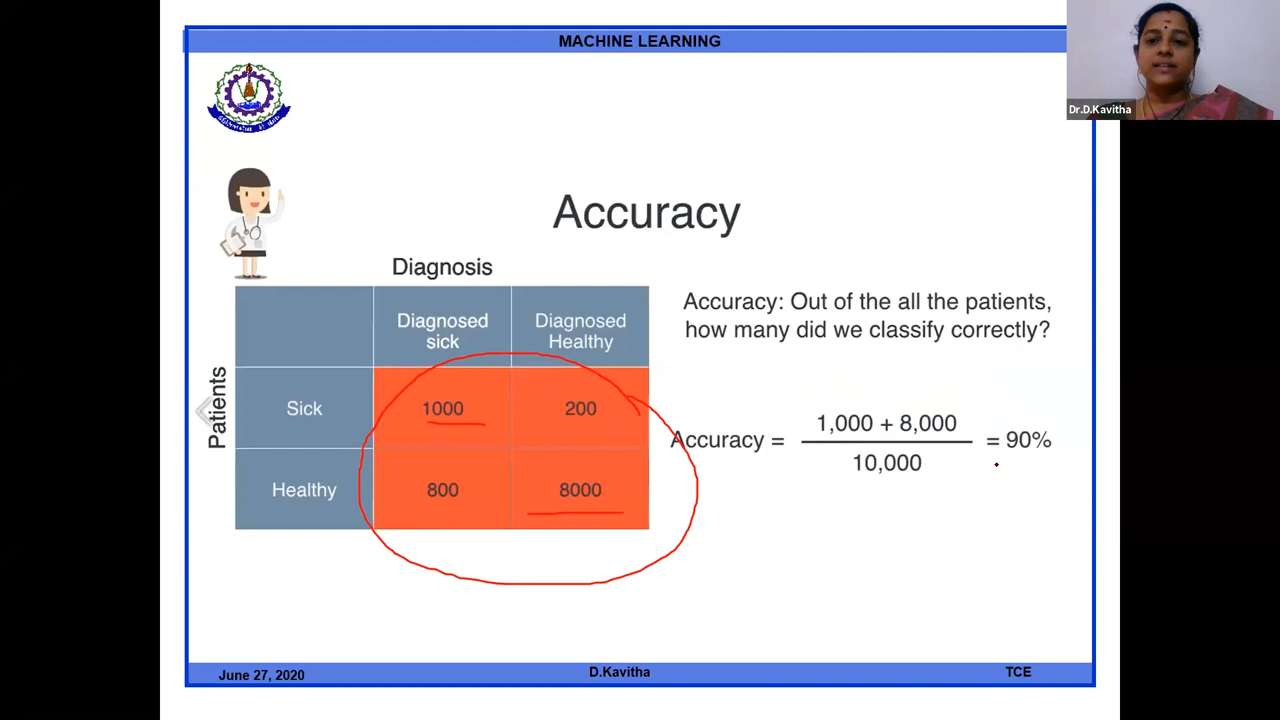 MACHINE LEARNING
Dr.D.Kavitha
Accuracy
Diagnosis
Patients
Diagnosed
sick
Diagnosed
Healthy
Sick
1000
200
Healthy
800
8000
Accuracy: Out of the all the patients,
how many did we classify correctly?
Accuracy = 1,000 + 8,000 = 90%
10,000
June 27, 2020
D.Kavitha
TCE